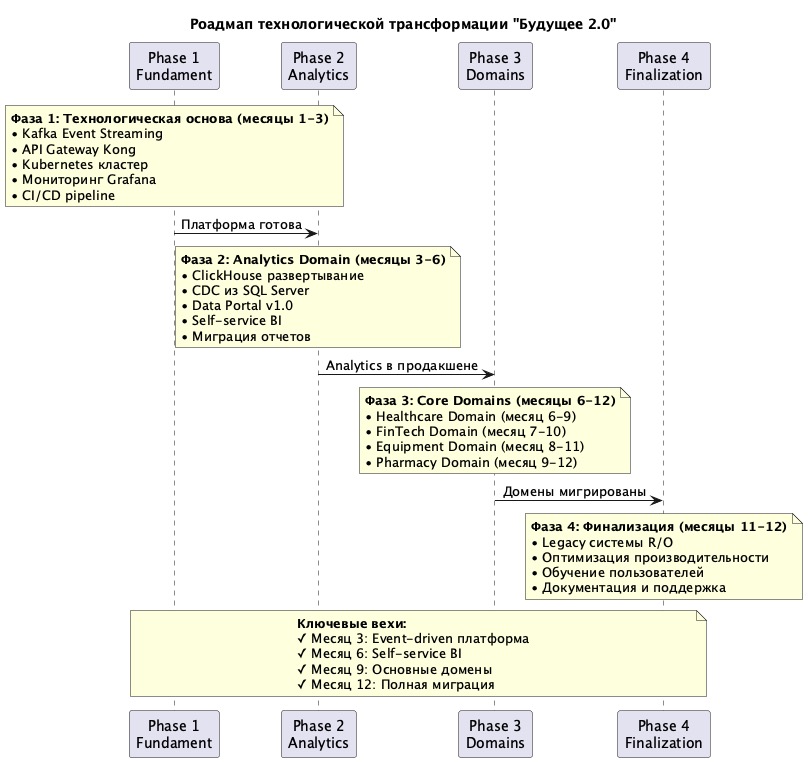 Роадмап технологической трансформации "Будущее 2.0"
Phase 1
Fundament
Phase 2
Analytics
Phase 3
Domains
Phase 4
Finalization
Фаза 1: Технологическая основа (месяцы 1-3)
• Kafka Event Streaming
• API Gateway Kong
• Kubernetes кластер
• Мониторинг Grafana
• CI/CD pipeline
Платформа готова
Фаза 2: Analytics Domain (месяцы 3-6)
• ClickHouse развертывание
• CDC из SQL Server
• Data Portal v1.0
• Self-service BI
• Миграция отчетов
Analytics в продакшене
Фаза 3: Core Domains (месяцы 6-12)
• Healthcare Domain (месяц 6-9)
• FinTech Domain (месяц 7-10)
• Equipment Domain (месяц 8-11)
• Pharmacy Domain (месяц 9-12)
Домены мигрированы
Фаза 4: Финализация (месяцы 11-12)
• Legacy системы R/O
• Оптимизация производительности
• Обучение пользователей
• Документация и поддержка
Ключевые вехи:
✓ Месяц 3: Event-driven платформа
✓ Месяц 6: Self-service BI
✓ Месяц 9: Основные домены
✓ Месяц 12: Полная миграция
Phase 1
Fundament
Phase 2
Analytics
Phase 3
Domains
Phase 4
Finalization